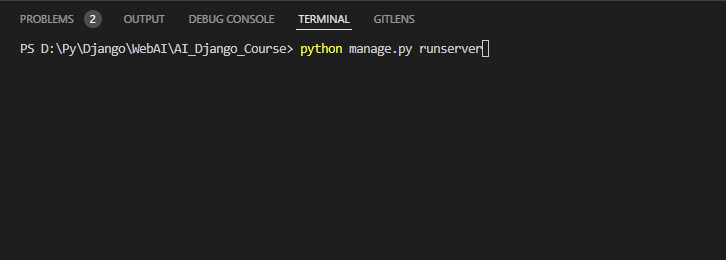 PROBLEMS 2 OUTPUT DEBUG CONSOLE TERMINAL GITLENS
PS D:\Py\Django\WebAI\AI_Django_Course> python manage.py runserver